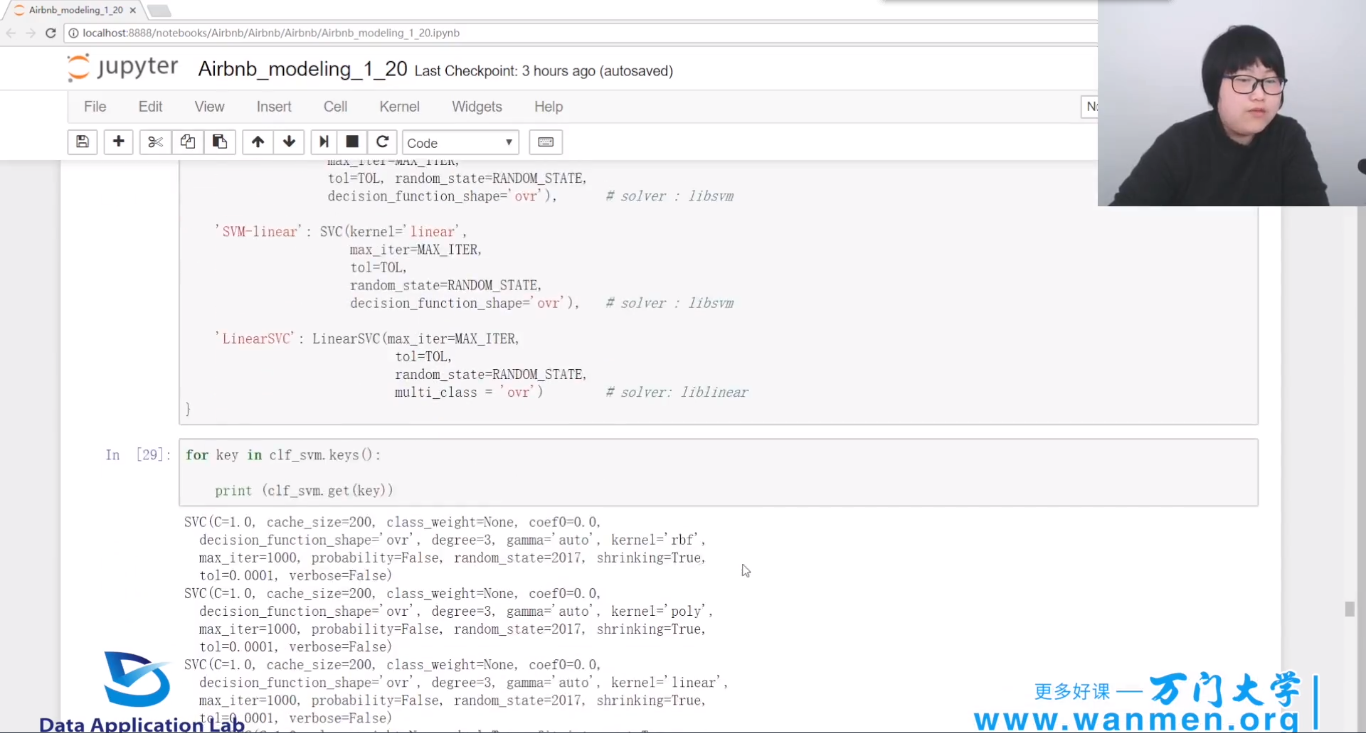 Airbnb_modeling_1_20
localhost:8888/notebooks/Airbnb/Airbnb/Airbnb/Airbnb_modeling_1_20.ipynb
jupyter Airbnb_modeling_1_20 Last Checkpoint: 3 hours ago (autosaved)
File Edit View Insert Cell Kernel Widgets Help
Code
max_iter=MAX_ITER,
tol=TOL, random_state=RANDOM_STATE,
decision_function_shape='ovr'), # solver : libsvm
'SVM-linear': SVC(kernel='linear',
max_iter=MAX_ITER,
tol=TOL,
random_state=RANDOM_STATE,
decision_function_shape='ovr'), # solver : libsvm
'LinearSVC': LinearSVC(max_iter=MAX_ITER,
tol=TOL,
random_state=RANDOM_STATE,
multi_class = 'ovr') # solver: liblinear
}
In [29]: for key in clf_svm.keys():
print (clf_svm.get(key))
SVC(C=1.0, cache_size=200, class_weight=None, coef0=0.0,
decision_function_shape='ovr', degree=3, gamma='auto', kernel='rbf',
max_iter=1000, probability=False, random_state=2017, shrinking=True,
tol=0.0001, verbose=False)
SVC(C=1.0, cache_size=200, class_weight=None, coef0=0.0,
decision_function_shape='ovr', degree=3, gamma='auto', kernel='poly',
max_iter=1000, probability=False, random_state=2017, shrinking=True,
tol=0.0001, verbose=False)
SVC(C=1.0, cache_size=200, class_weight=None, coef0=0.0,
decision_function_shape='ovr', degree=3, gamma='auto', kernel='linear',
max_iter=1000, probability=False, random_state=2017, shrinking=True,
tol=0.0001, verbose=False)
Data Application Lab
更多好课 — 万门大学
www.wanmen.org